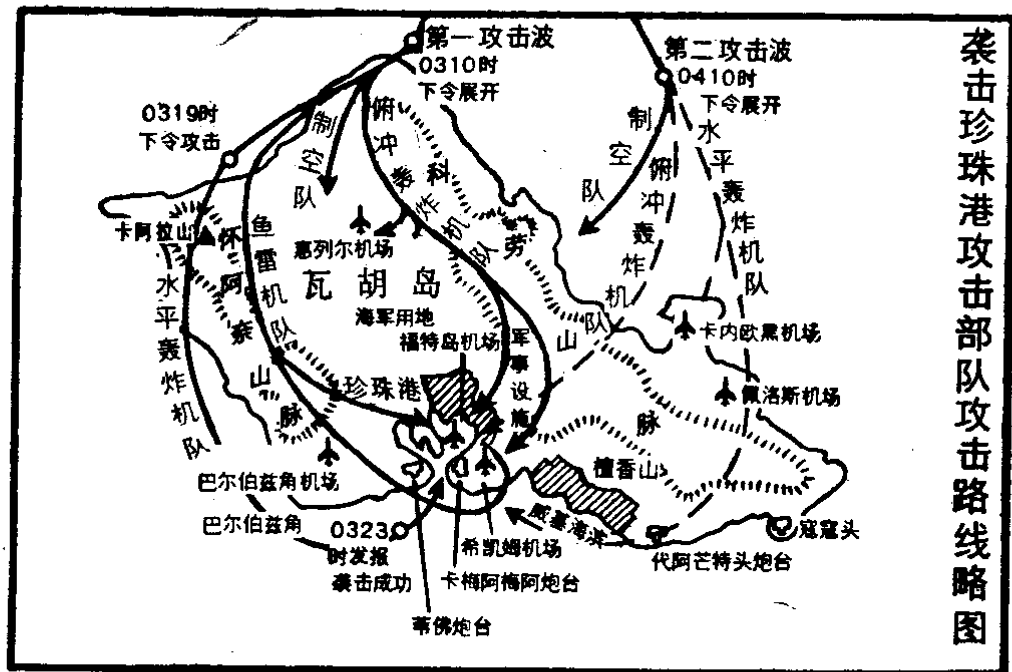 袭击珍珠港攻击部队攻击路线略图
第一攻击波
0310时
下令展开
第二攻击波
0410时
下令展开
0319时
下令攻击
制空队
俯冲轰炸机队
科劳山脉
制空队
俯冲轰炸机队
水平轰炸机队
卡阿拉山
怀阿奈山脉
鱼雷机队
水平轰炸机队
惠列尔机场
瓦胡岛
海军用地
福特岛机场
军事设施
卡内欧黑机场
佩洛斯机场
珍珠港
檀香山
巴尔伯兹角机场
巴尔伯兹角
威基海滨
0323
时发报
袭击成功
希凯姆机场
卡梅阿梅阿炮台
苇佛炮台
代阿芒特头炮台
寇寇头